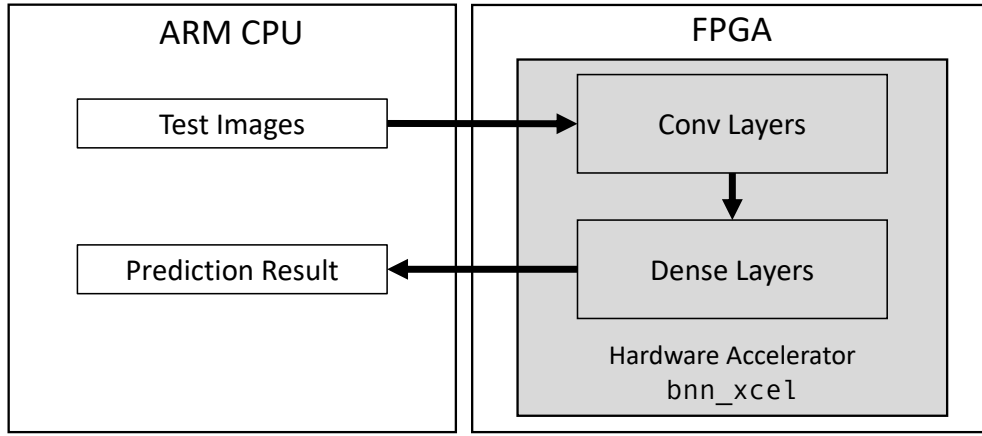 ARM CPU
Test Images
Prediction Result
FPGA
Conv Layers
Dense Layers
Hardware Accelerator
bnn_xcel